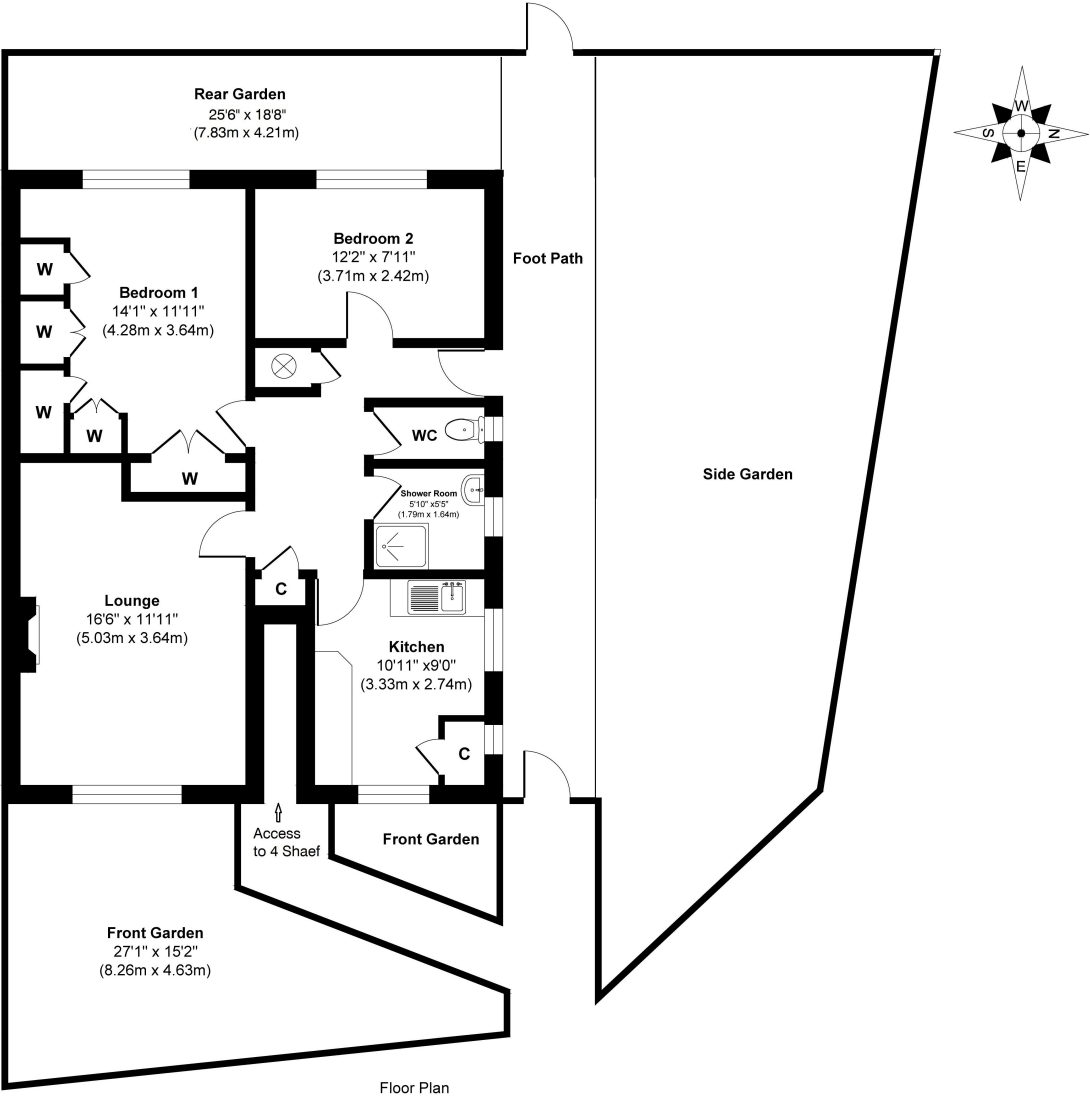 Rear Garden
25'6" x 18'8"
(7.83m x 4.21m)
W
S
N
E
Bedroom 2
12'2" x 7'11"
(3.71m x 2.42m)
Foot Path
W
Bedroom 1
14'1" x 11'11"
(4.28m x 3.64m)
W
W
W
W
WC
Side Garden
Shower Room
5'10" x5'5"
(1.79m x 1.64m)
C
Lounge
16'6" x 11'11"
(5.03m x 3.64m)
Kitchen
10'11" x9'0"
(3.33m x 2.74m)
C
Access
to 4 Shaef
Front Garden
Front Garden
27'1" x 15'2"
(8.26m x 4.63m)
Floor Plan